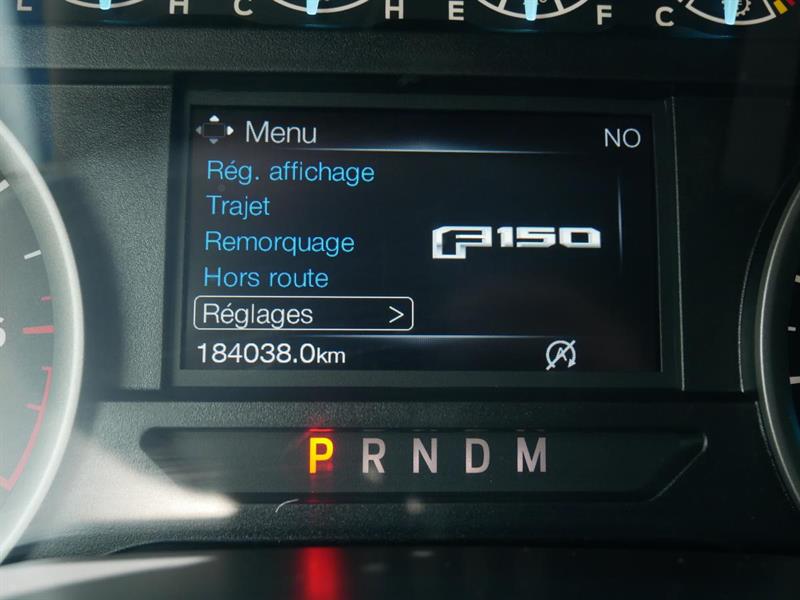 L H C H E F C
Menu NO
Rég. affichage
Trajet
Remorquage
F150
Hors route
Réglages >
184038.0km A
P R N D M